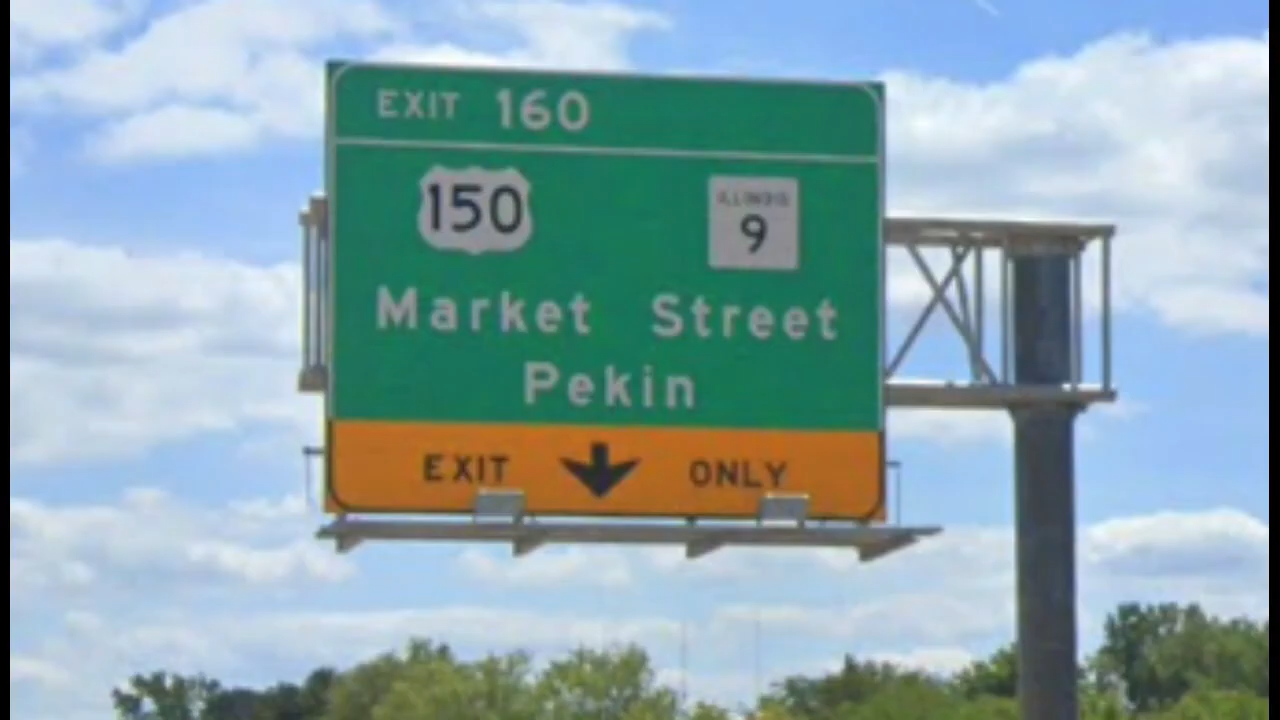 EXIT 160
150
ILLINOIS
9
Market Street
Pekin
EXIT ONLY